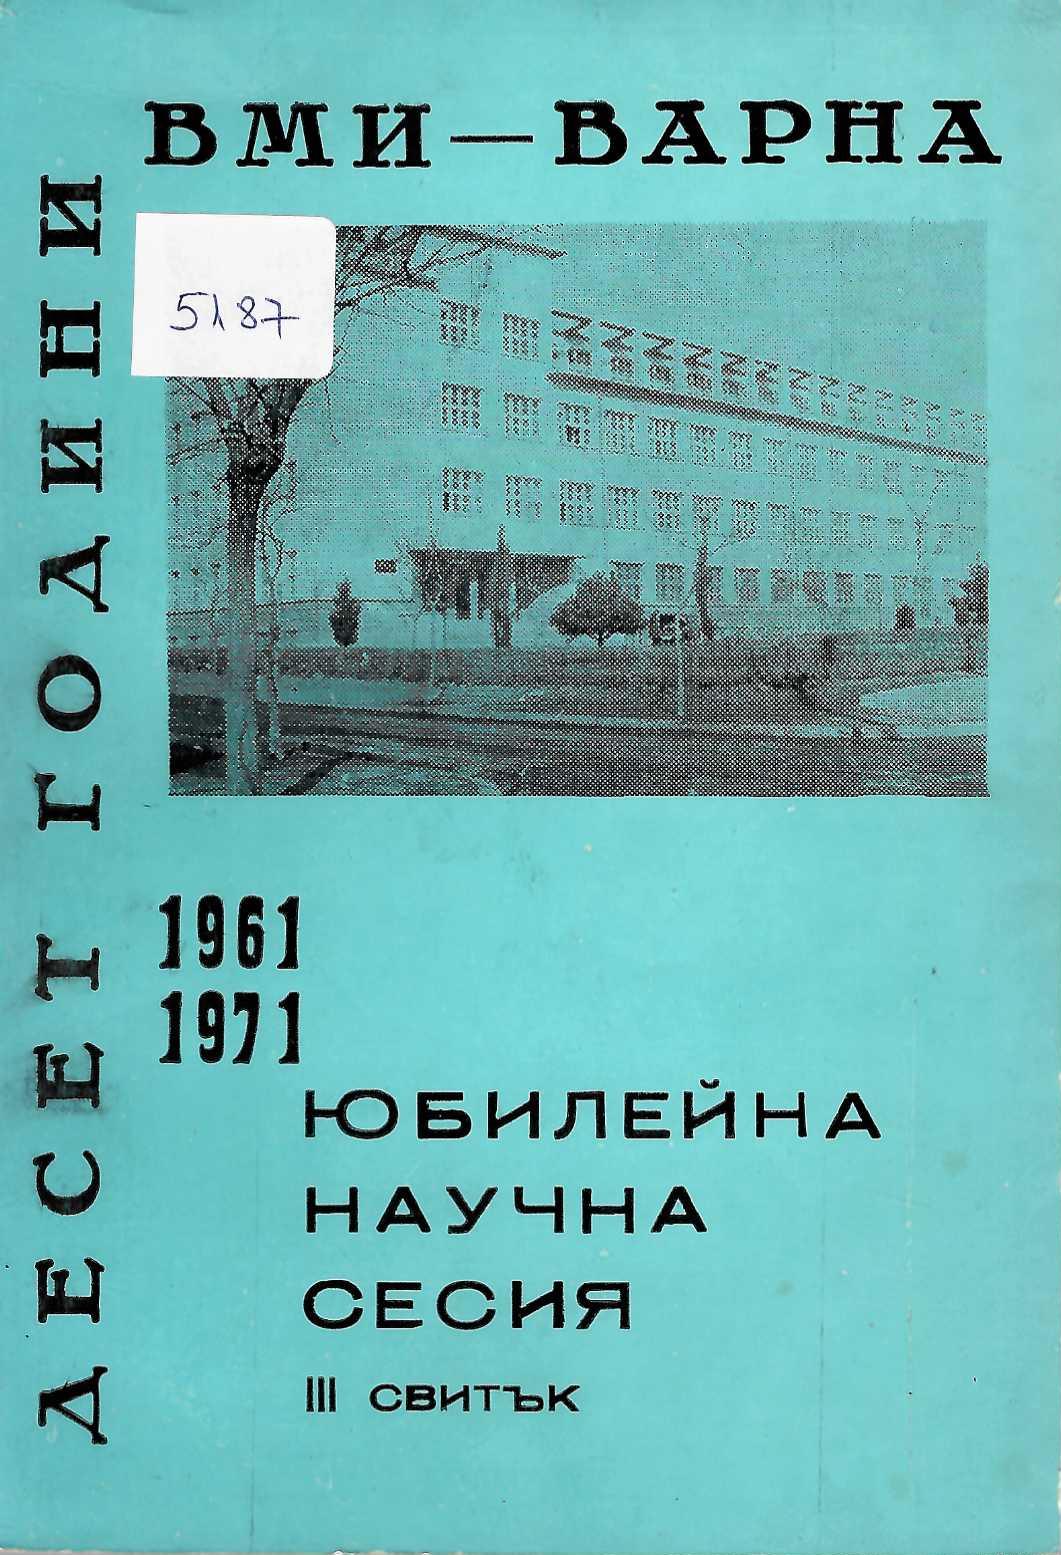 ВМИ — ВАРНА
ДЕСЕТ ГОДИНИ
5187
1961
1971
ЮБИЛЕЙНА
НАУЧНА
СЕСИЯ
III СВИТЪК